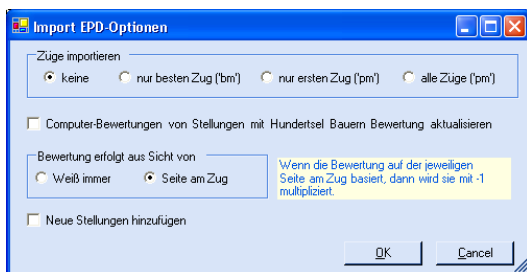 Import EPD-Optionen
Züge importieren
keine
nur besten Zug ('bm')
nur ersten Zug ('pm')
alle Züge ('pm')
Computer-Bewertungen von Stellungen mit Hundertsel Bauern Bewertung aktualisieren
Bewertung erfolgt aus Sicht von
Weiß immer
Seite am Zug
Wenn die Bewertung auf der jeweiligen
Seite am Zug basiert, dann wird sie mit -1
multipliziert.
Neue Stellungen hinzufügen
OK
Cancel